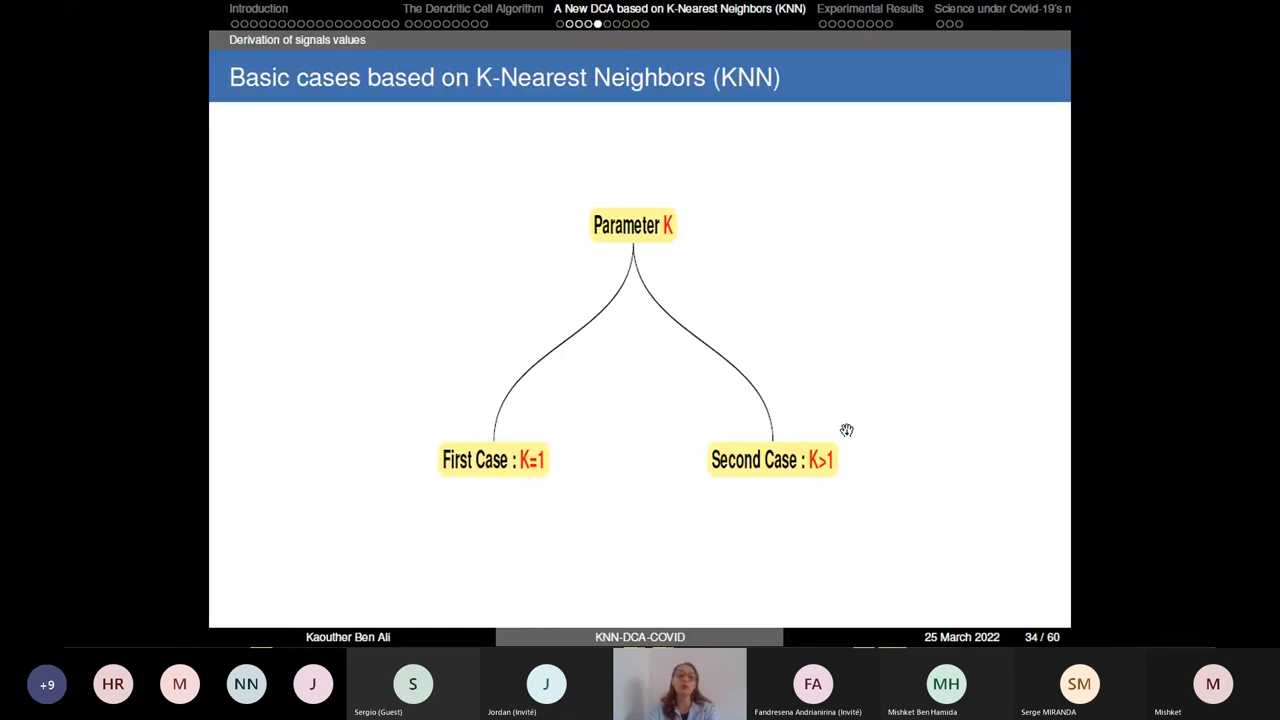 Introduction
The Dendritic Cell Algorithm
A New DCA based on K-Nearest Neighbors (KNN)
Experimental Results
Science under Covid-19's m
Derivation of signals values
Basic cases based on K-Nearest Neighbors (KNN)
Parameter K
First Case : K=1
Second Case : K>1
Kaouther Ben Ali
KNN-DCA-COVID
25 March 2022
34 / 60
+9
HR
M
NN
J
S
Sergio (Guest)
J
Jordan (Invité)
FA
Fandresena Andrianirina (Invité)
MH
Mishket Ben Hamida
SM
Serge MIRANDA
M
Mishket